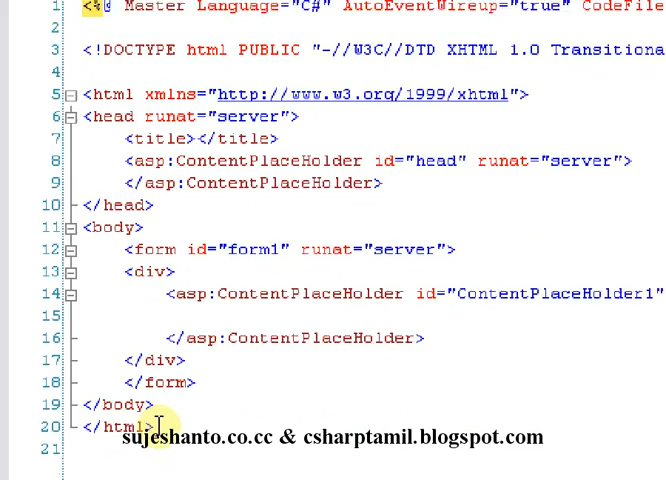 1 <%@ Master Language="C#" AutoEventWireup="true" CodeFile
2
3 <!DOCTYPE html PUBLIC "-//W3C//DTD XHTML 1.0 Transitiona
4
5 <html xmlns="http://www.w3.org/1999/xhtml">
6 <head runat="server">
7 <title></title>
8 <asp:ContentPlaceHolder id="head" runat="server">
9 </asp:ContentPlaceHolder>
10 </head>
11 <body>
12 <form id="form1" runat="server">
13 <div>
14 <asp:ContentPlaceHolder id="ContentPlaceHolder1"
15
16 </asp:ContentPlaceHolder>
17 </div>
18 </form>
19 </body>
20 </html>
sujeshanto.co.cc & csharptamil.blogspot.com
21